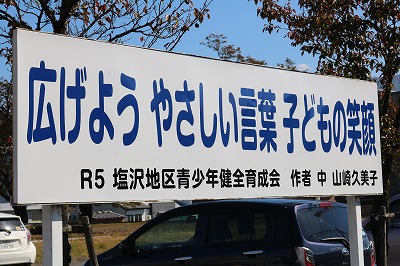 広げよう やさしい言葉 子どもの笑顔
R5 塩沢地区青少年健全育成会 作者 中 山崎久美子